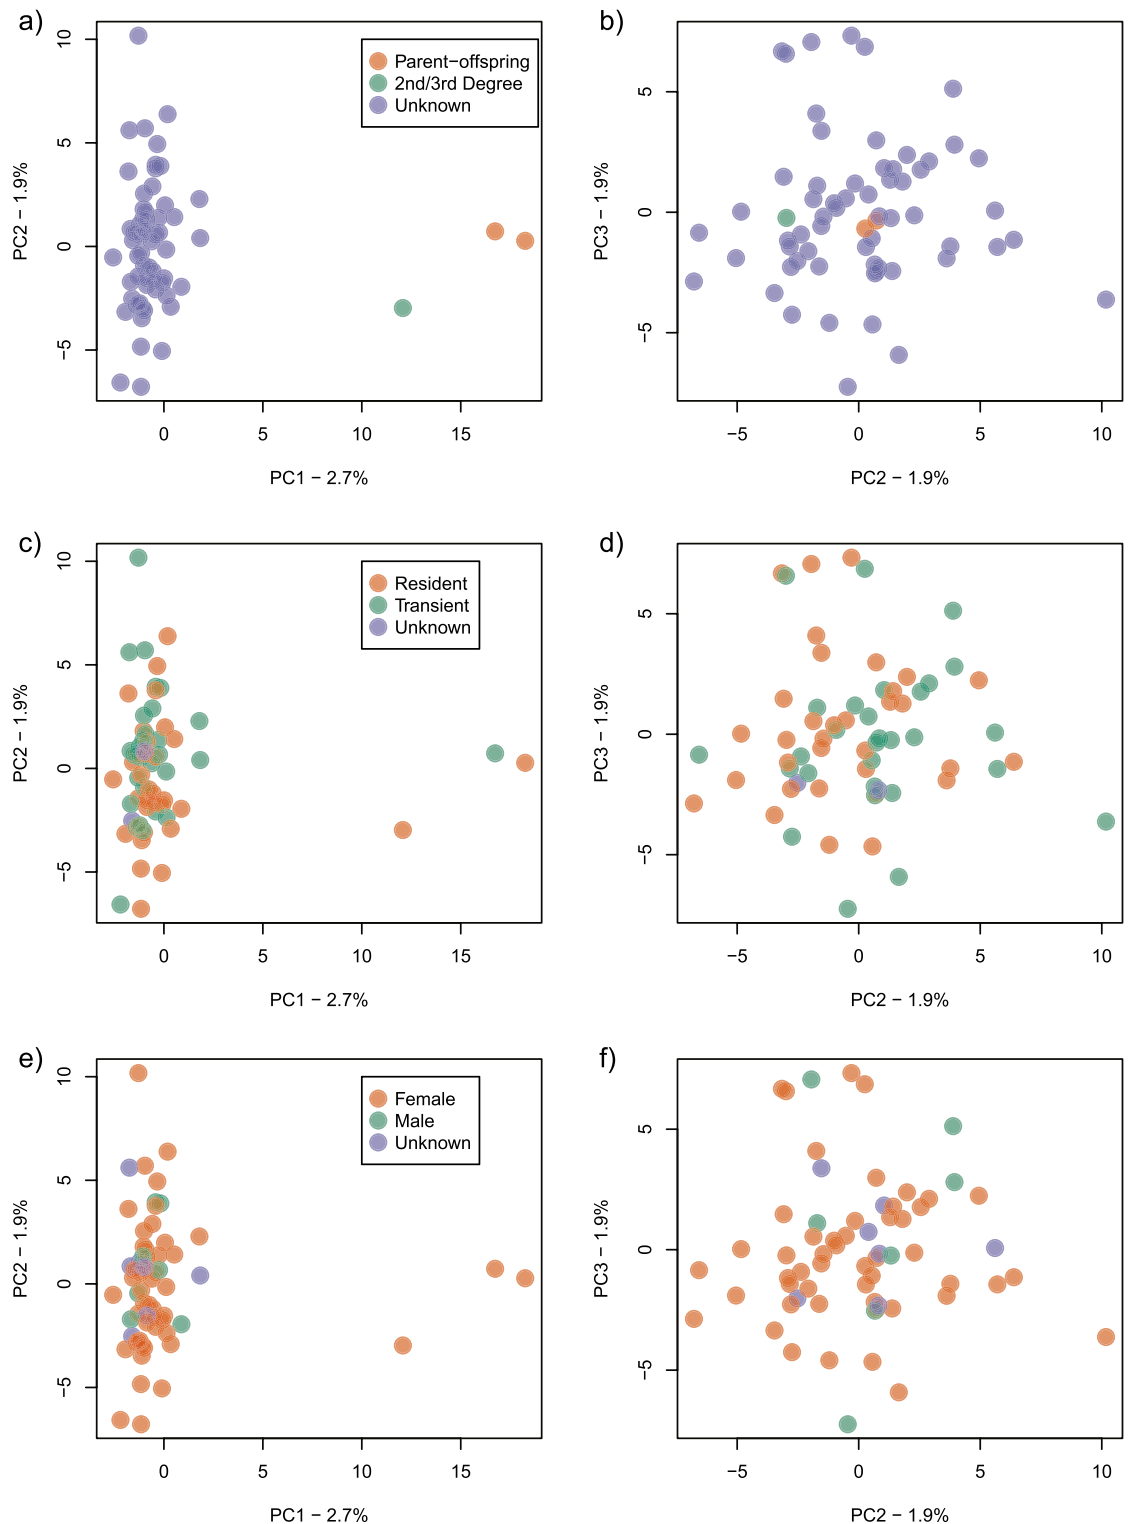 a)
10
5
0
−5
PC2 − 1.9%
Parent−offspring
2nd/3rd Degree
Unknown
0
5
10
15
PC1 − 2.7%
b)
5
0
−5
PC3 − 1.9%
−5
0
5
10
PC2 − 1.9%
c)
10
5
0
−5
PC2 − 1.9%
Resident
Transient
Unknown
0
5
10
15
PC1 − 2.7%
d)
5
0
−5
PC3 − 1.9%
−5
0
5
10
PC2 − 1.9%
e)
10
5
0
−5
PC2 − 1.9%
Female
Male
Unknown
0
5
10
15
PC1 − 2.7%
f)
5
0
−5
PC3 − 1.9%
−5
0
5
10
PC2 − 1.9%